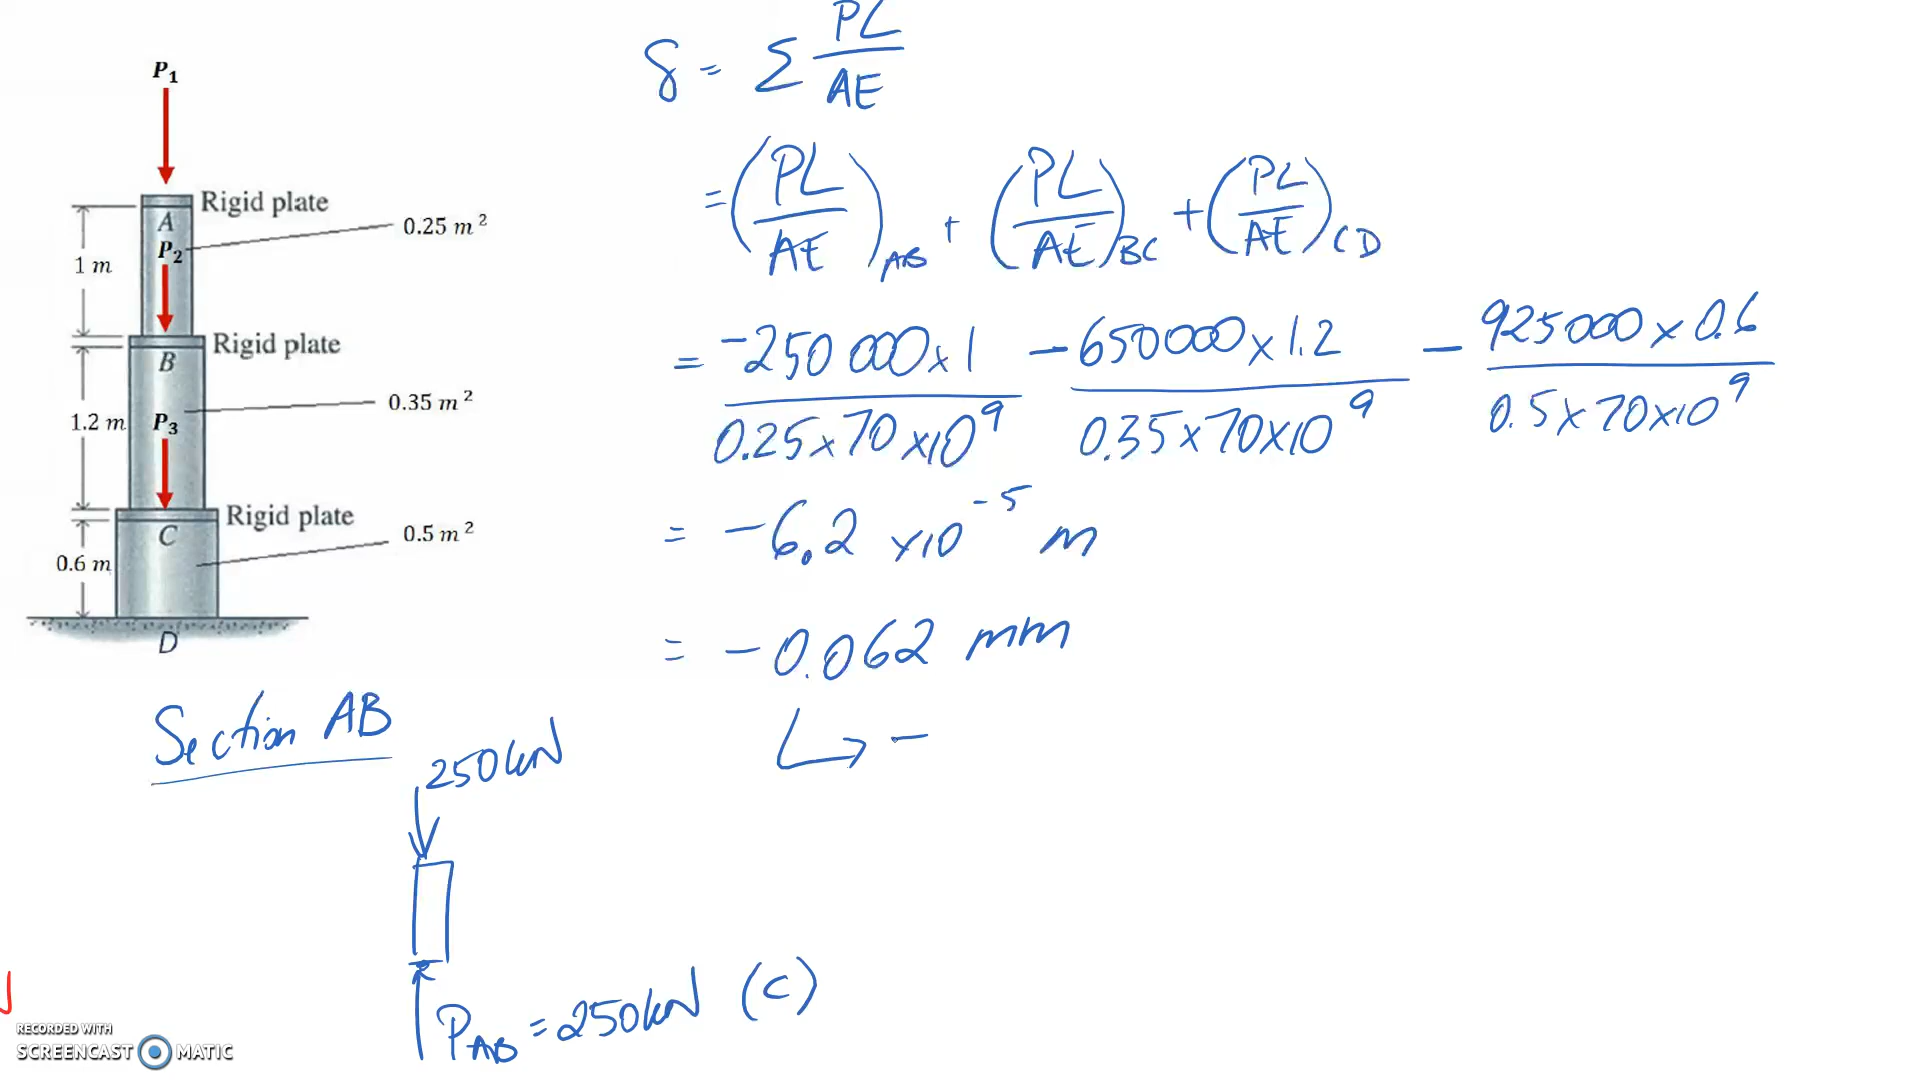 P₁
Rigid plate
A
0.25 m²
P₂
1 m
Rigid plate
B
0.35 m²
1.2 m
P₃
Rigid plate
C
0.5 m²
0.6 m
D
δ = Σ PL/AE
= (PL/AE)AB + (PL/AE)BC + (PL/AE)CD
= -250 000 x 1 / 0.25 x 70 x 10⁹ - 650000 x 1.2 / 0.35 x 70 x 10⁹ - 925000 x 0.6 / 0.5 x 70 x 10⁹
= -6.2 x10⁻⁵ m
= -0.062 mm
↳ -
Section AB
250kN
P_AB = 250kN (C)
RECORDED WITH
SCREENCAST MATIC